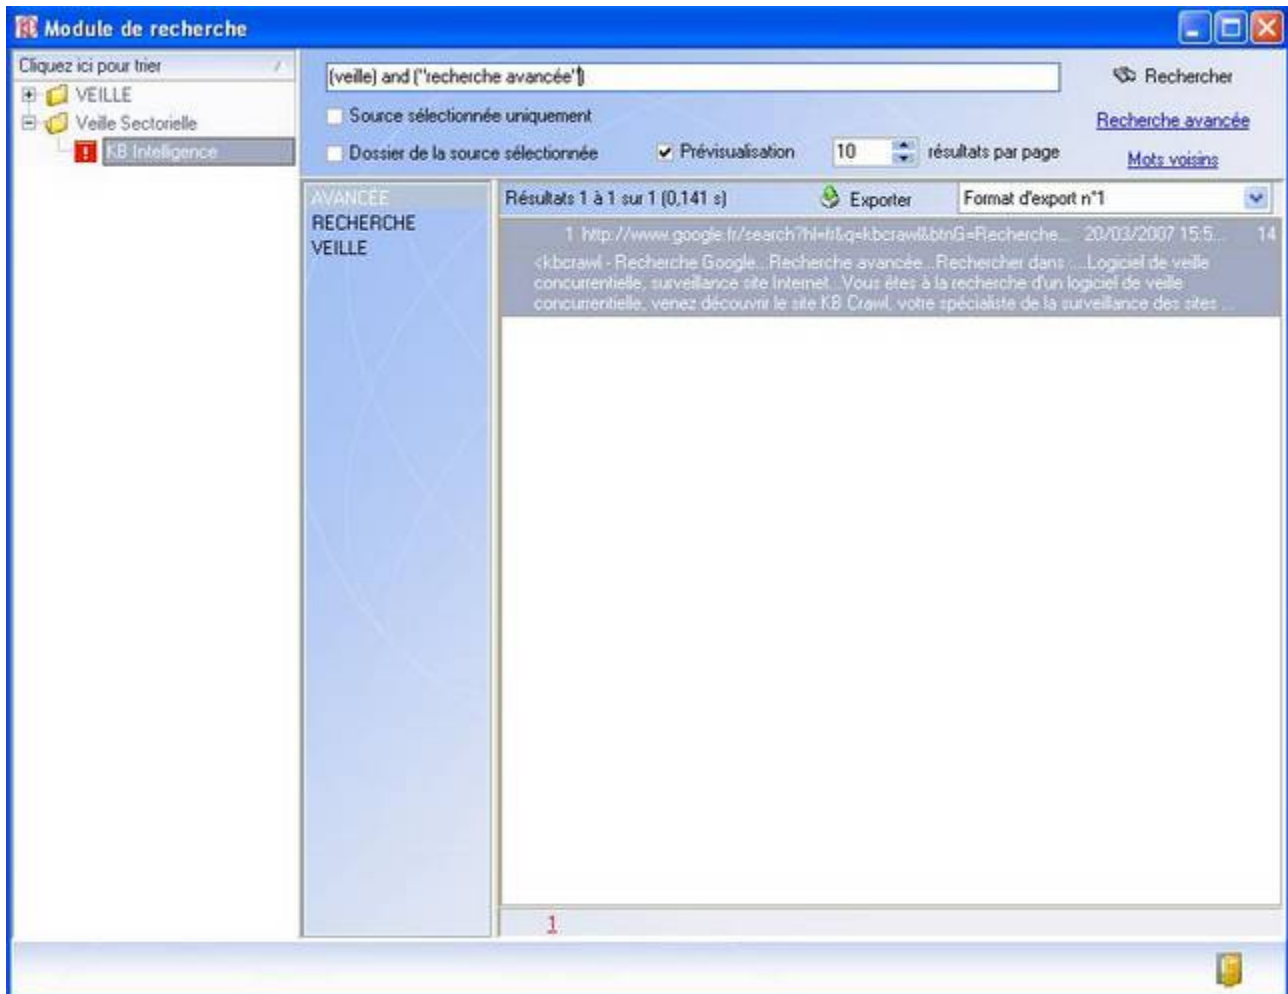 Module de recherche
Cliquez ici pour trier
VEILLE
Veille Sectorielle
KB Intelligence
(veille) and ("recherche avancée")
Rechercher
Source sélectionnée uniquement
Recherche avancée
Dossier de la source sélectionnée
Prévisualisation
10
résultats par page
Mots voisins
AVANCÉE
RECHERCHE
VEILLE
Résultats 1 à 1 sur 1 (0,141 s)
Exporter
Format d'export n°1
1 http://www.google.fr/search?hl=fr&q=kbcrawl&btnG=Recherche... 20/03/2007 15:5... 14
<kbcrawl - Recherche Google...Recherche avancée...Rechercher dans :...Logiciel de veille
concurrentielle, surveillance site Internet...Vous êtes à la recherche d'un logiciel de veille
concurrentielle, venez découvrir le site KB Crawl, votre spécialiste de la surveillance des sites ...
1